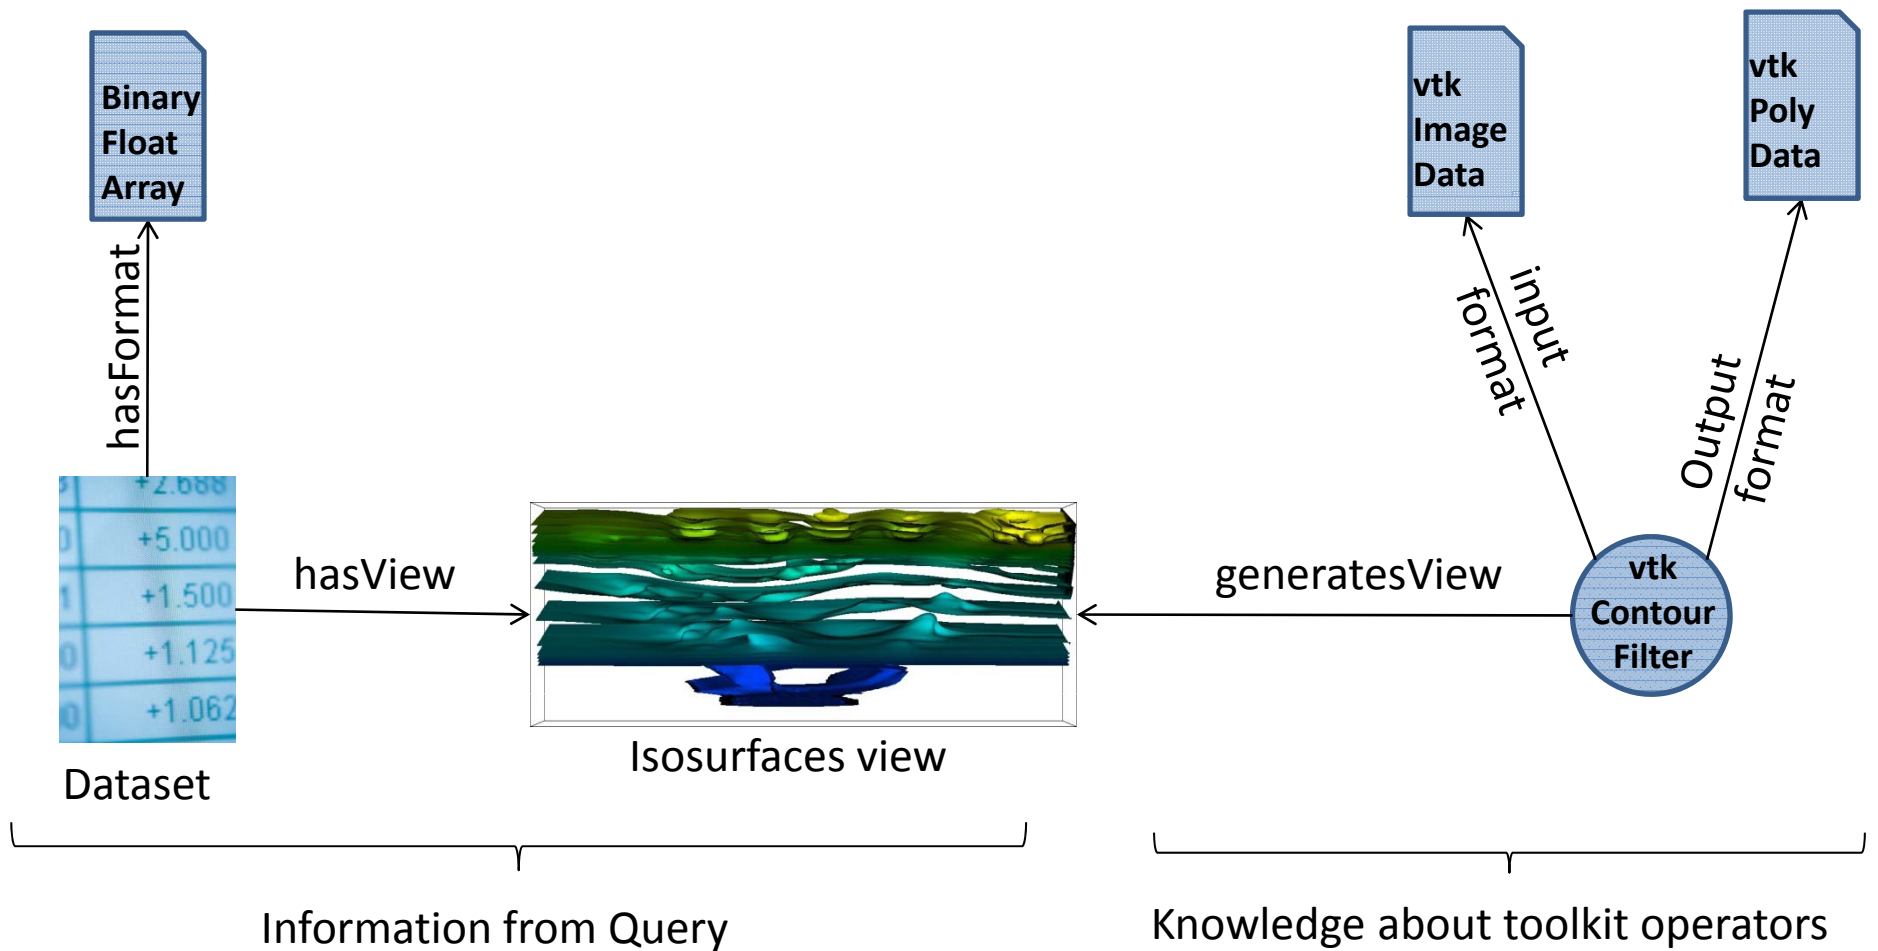 Binary
Float
Array
vtk
Image
Data
vtk
Poly
Data
hasFormat
input
format
Output
format
+2.688
+5.000
+1.500
+1.125
+1.062
hasView
generatesView
vtk
Contour
Filter
Isosurfaces view
Dataset
Information from Query
Knowledge about toolkit operators